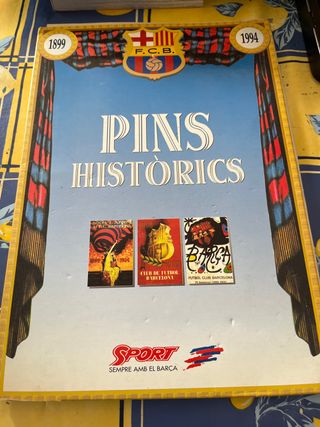 1899
F.C.B.
1994
PINS
HISTÒRICS
CLUB DE FUTBOL
BARCELONA
BARÇA
FUTBOL CLUB BARCELONA
SPORT
SEMPRE AMB EL BARÇA